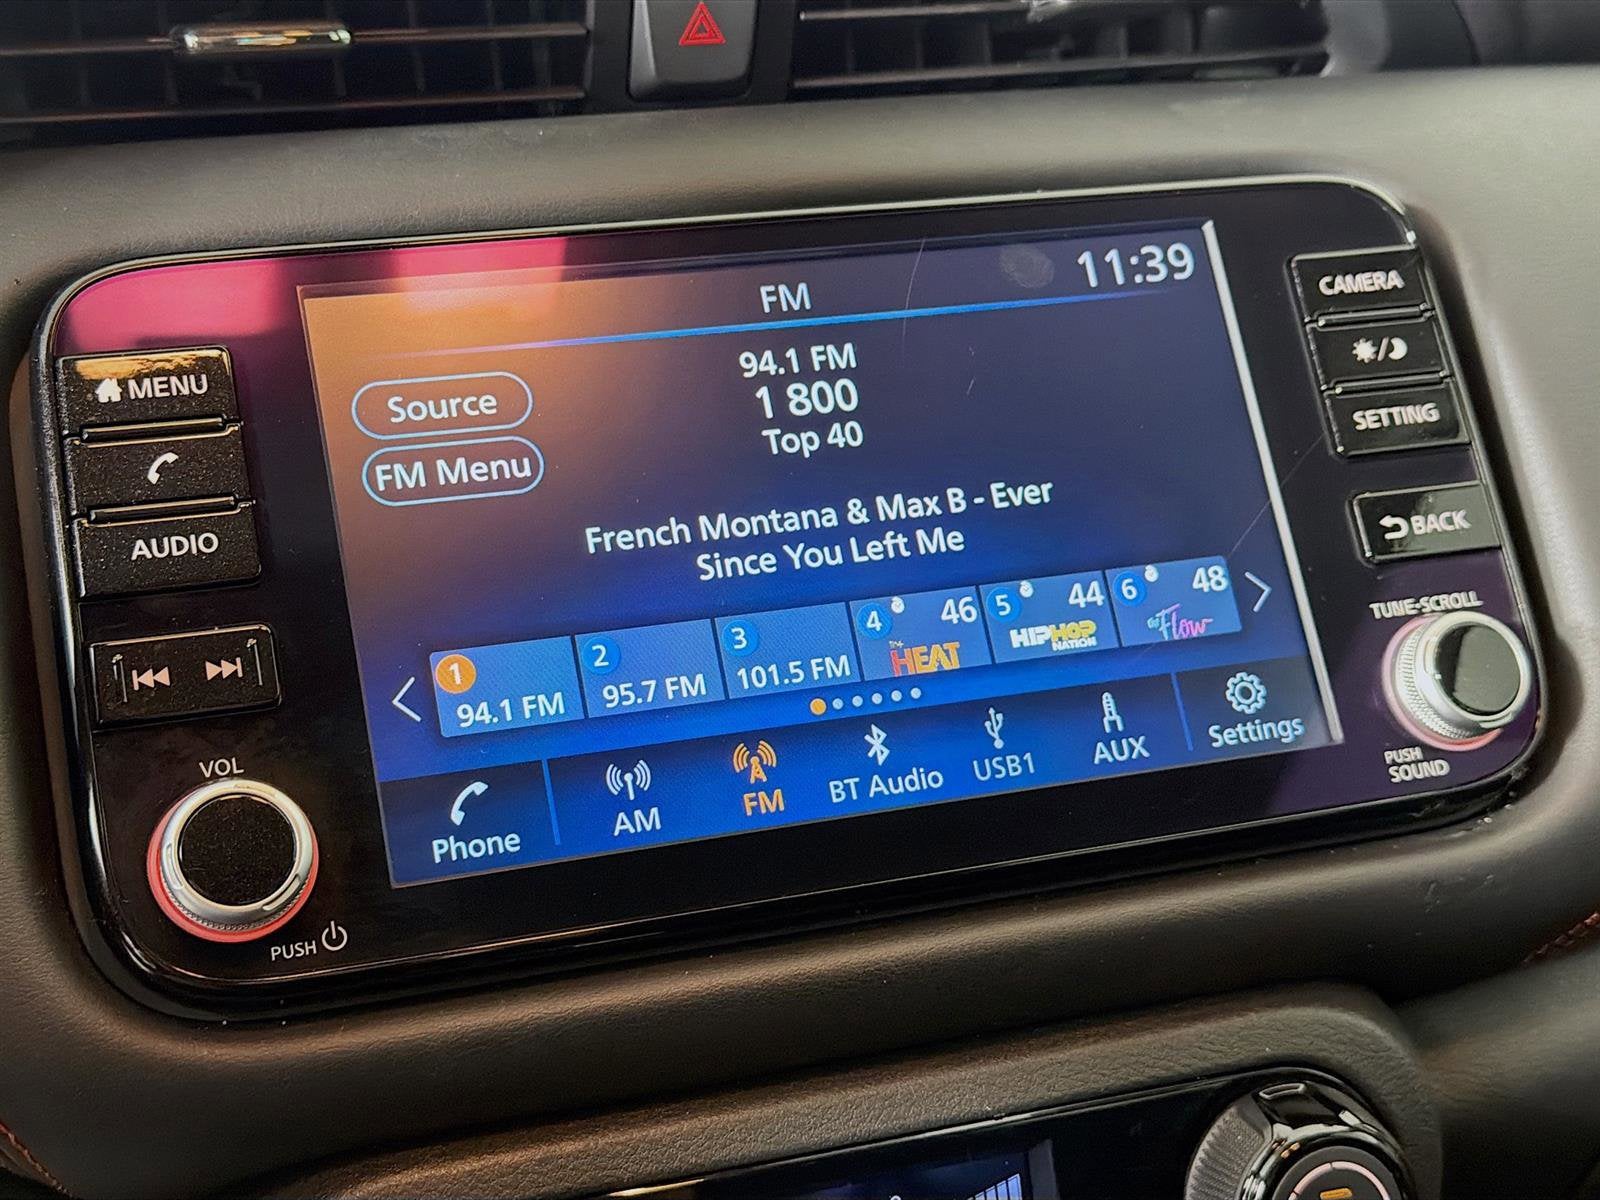 FM
11:39
MENU
AUDIO
VOL
PUSH
Source
FM Menu
94.1 FM
1 800
Top 40
French Montana & Max B - Ever
Since You Left Me
1
94.1 FM
2
95.7 FM
3
101.5 FM
4
46
HEAT
5
44
HIPHOP
NATION
6
48
Flow
Phone
AM
FM
BT Audio
USB1
AUX
Settings
CAMERA
SETTING
BACK
TUNE-SCROLL
PUSH
SOUND